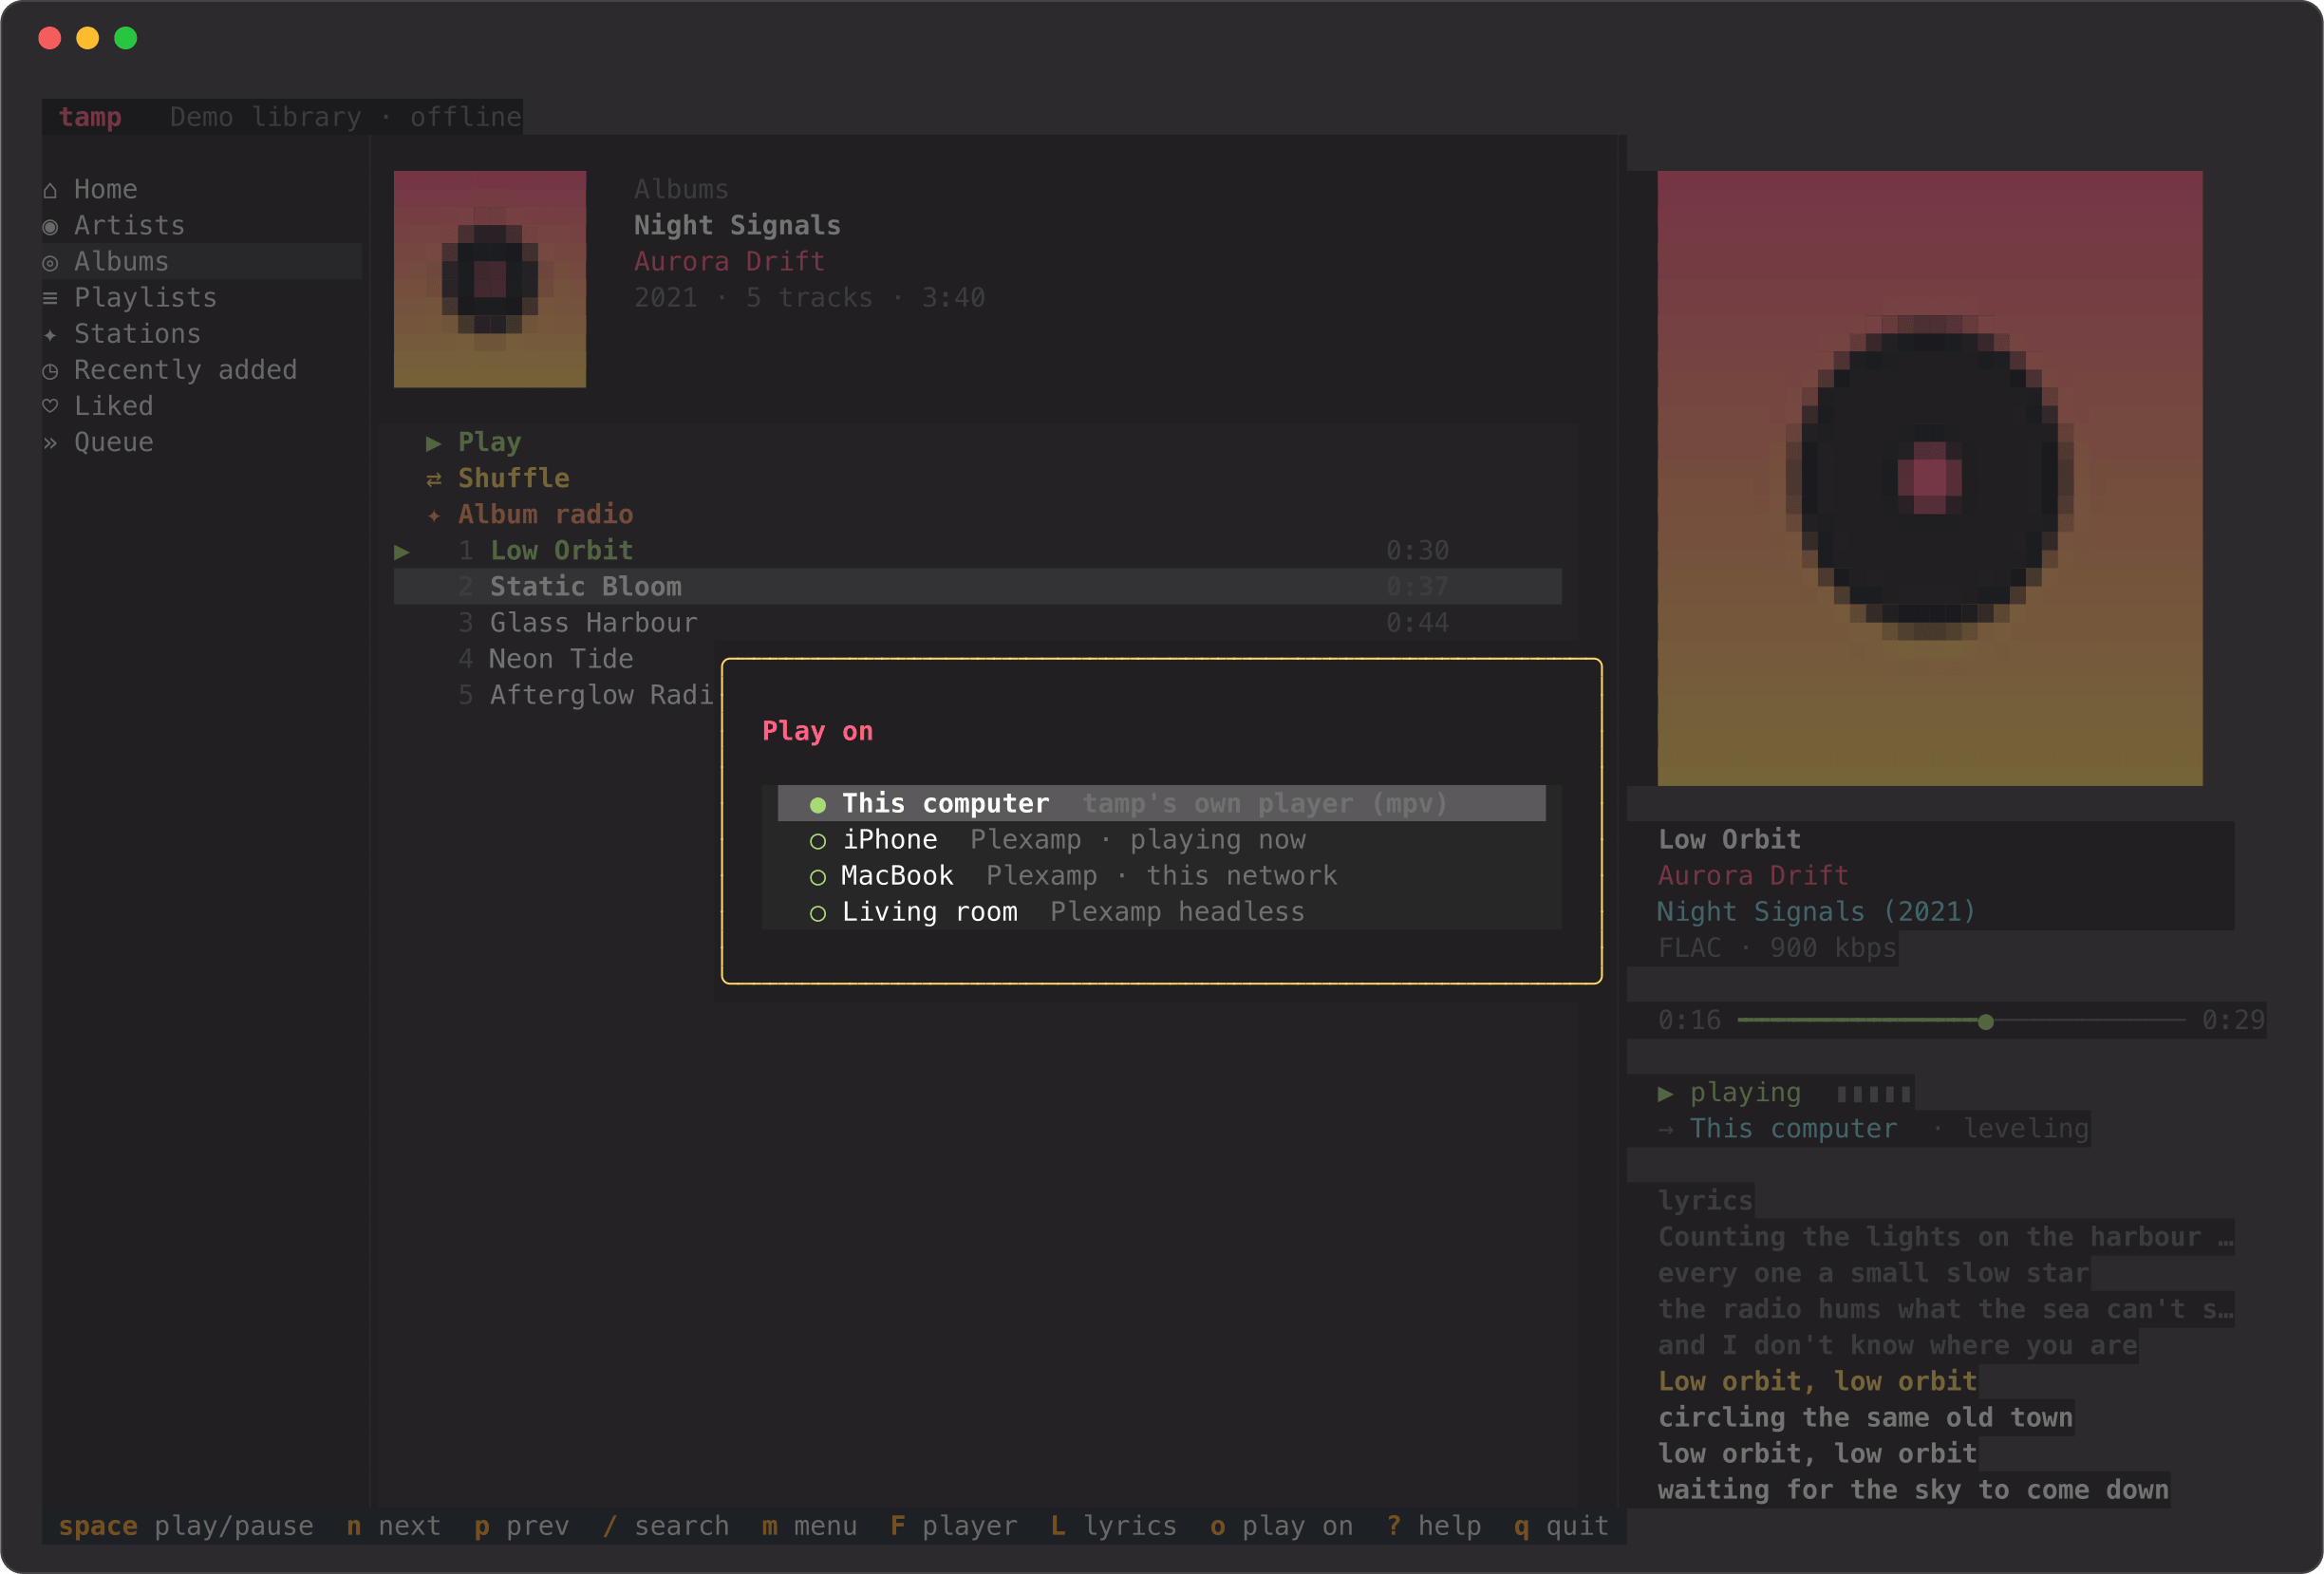 tamp Demo library · offline
⌂ Home
◉ Artists
◎ Albums
≡ Playlists
✦ Stations
◷ Recently added
♡ Liked
» Queue
Albums
Night Signals
Aurora Drift
2021 · 5 tracks · 3:40
▶ Play
⇄ Shuffle
✦ Album radio
▶ 1 Low Orbit 0:30
2 Static Bloom 0:37
3 Glass Harbour 0:44
4 Neon Tide
5 Afterglow Radi
Play on
● This computer tamp's own player (mpv)
○ iPhone Plexamp · playing now
○ MacBook Plexamp · this network
○ Living room Plexamp headless
Low Orbit
Aurora Drift
Night Signals (2021)
FLAC · 900 kbps
0:16 0:29
▶ playing ▮▮▮▮▮
→ This computer · leveling
lyrics
Counting the lights on the harbour …
every one a small slow star
the radio hums what the sea can't s…
and I don't know where you are
Low orbit, low orbit
circling the same old town
low orbit, low orbit
waiting for the sky to come down
space play/pause n next p prev / search m menu F player L lyrics o play on ? help q quit